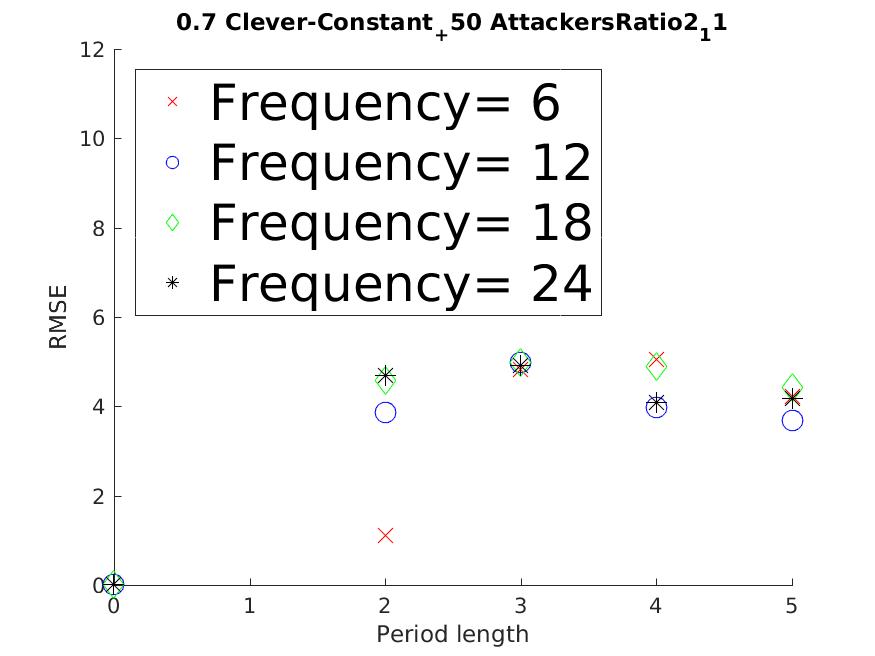 0.7 Clever-Constant+50 AttackersRatio211
12
10
8
6
4
2
0
RMSE
Frequency= 6
Frequency= 12
Frequency= 18
Frequency= 24
0 1 2 3 4 5
Period length